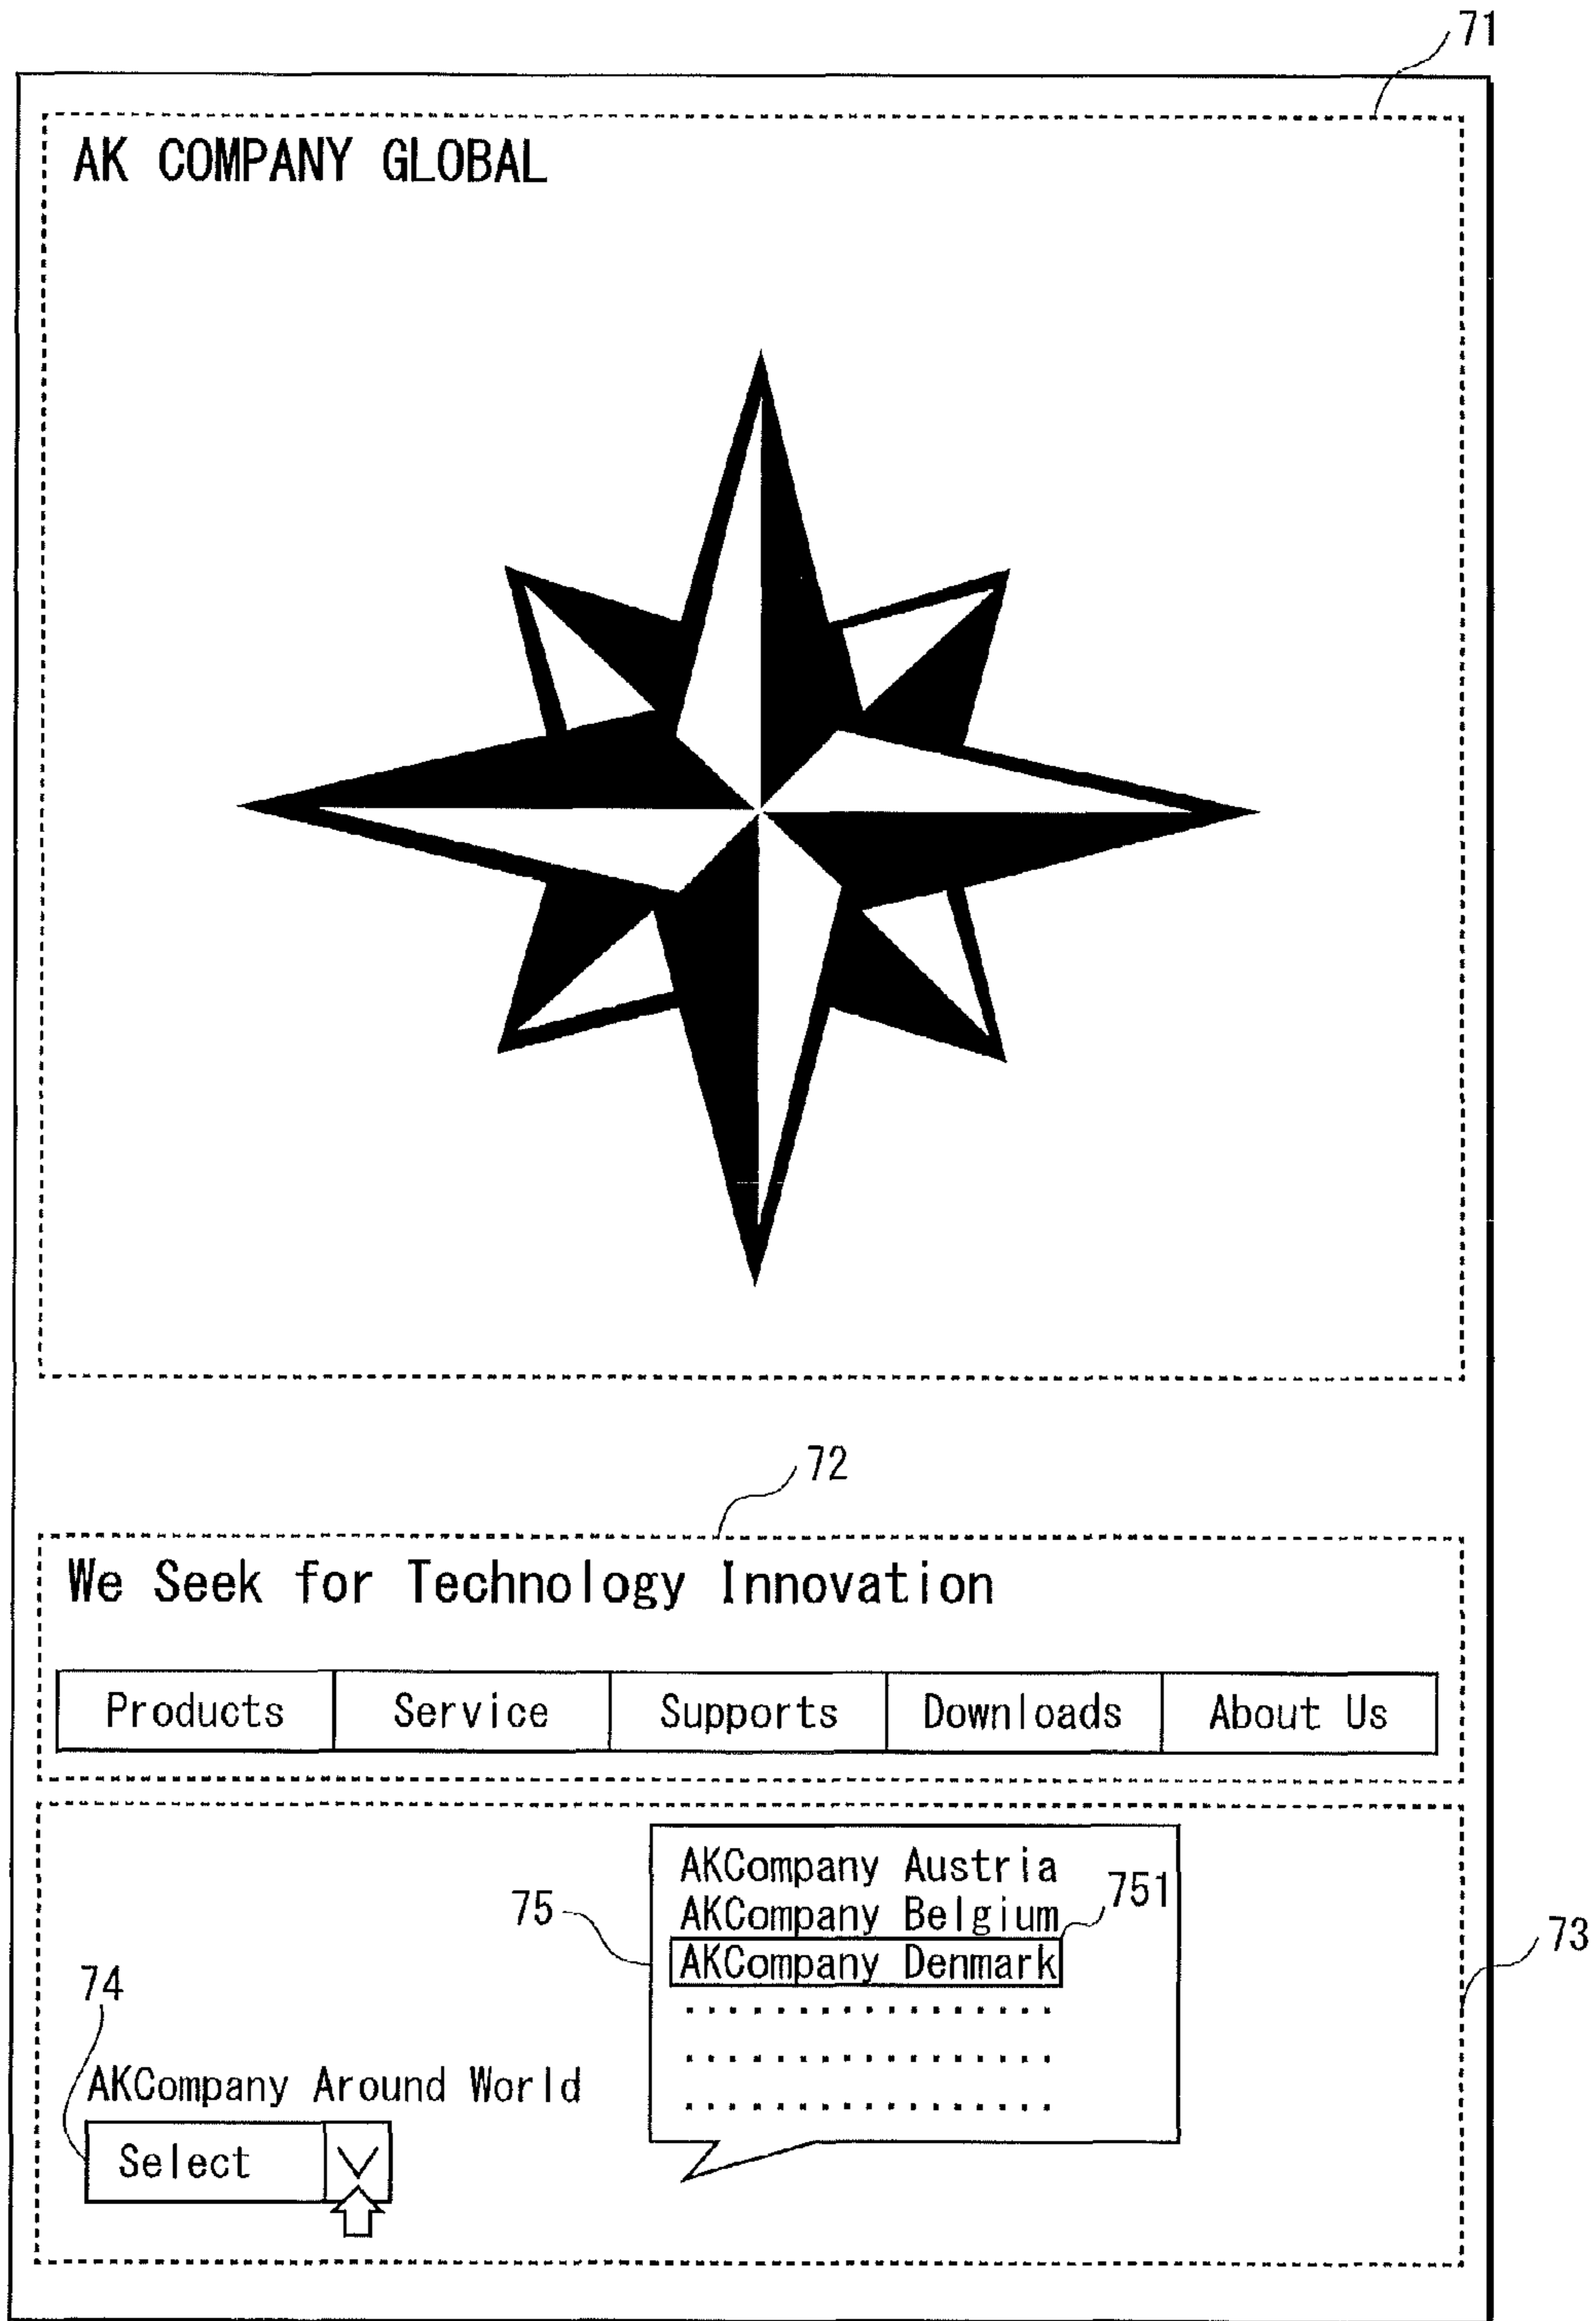 71
AK COMPANY GLOBAL
72
We Seek for Technology Innovation
Products Service Supports Downloads About Us
AKCompany Austria
751
75
AKCompany Belgium
73
AKCompany Denmark
74
................
................
................
AKCompany Around World
Select